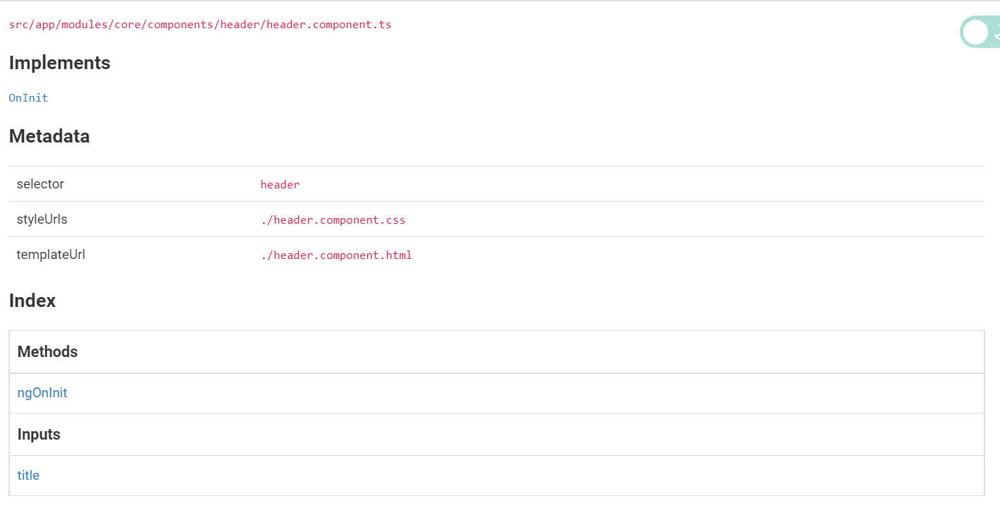 src/app/modules/core/components/header/header.component.ts
Implements
OnInit
Metadata
selector header
styleUrls ./header.component.css
templateUrl ./header.component.html
Index
Methods
ngOnInit
Inputs
title